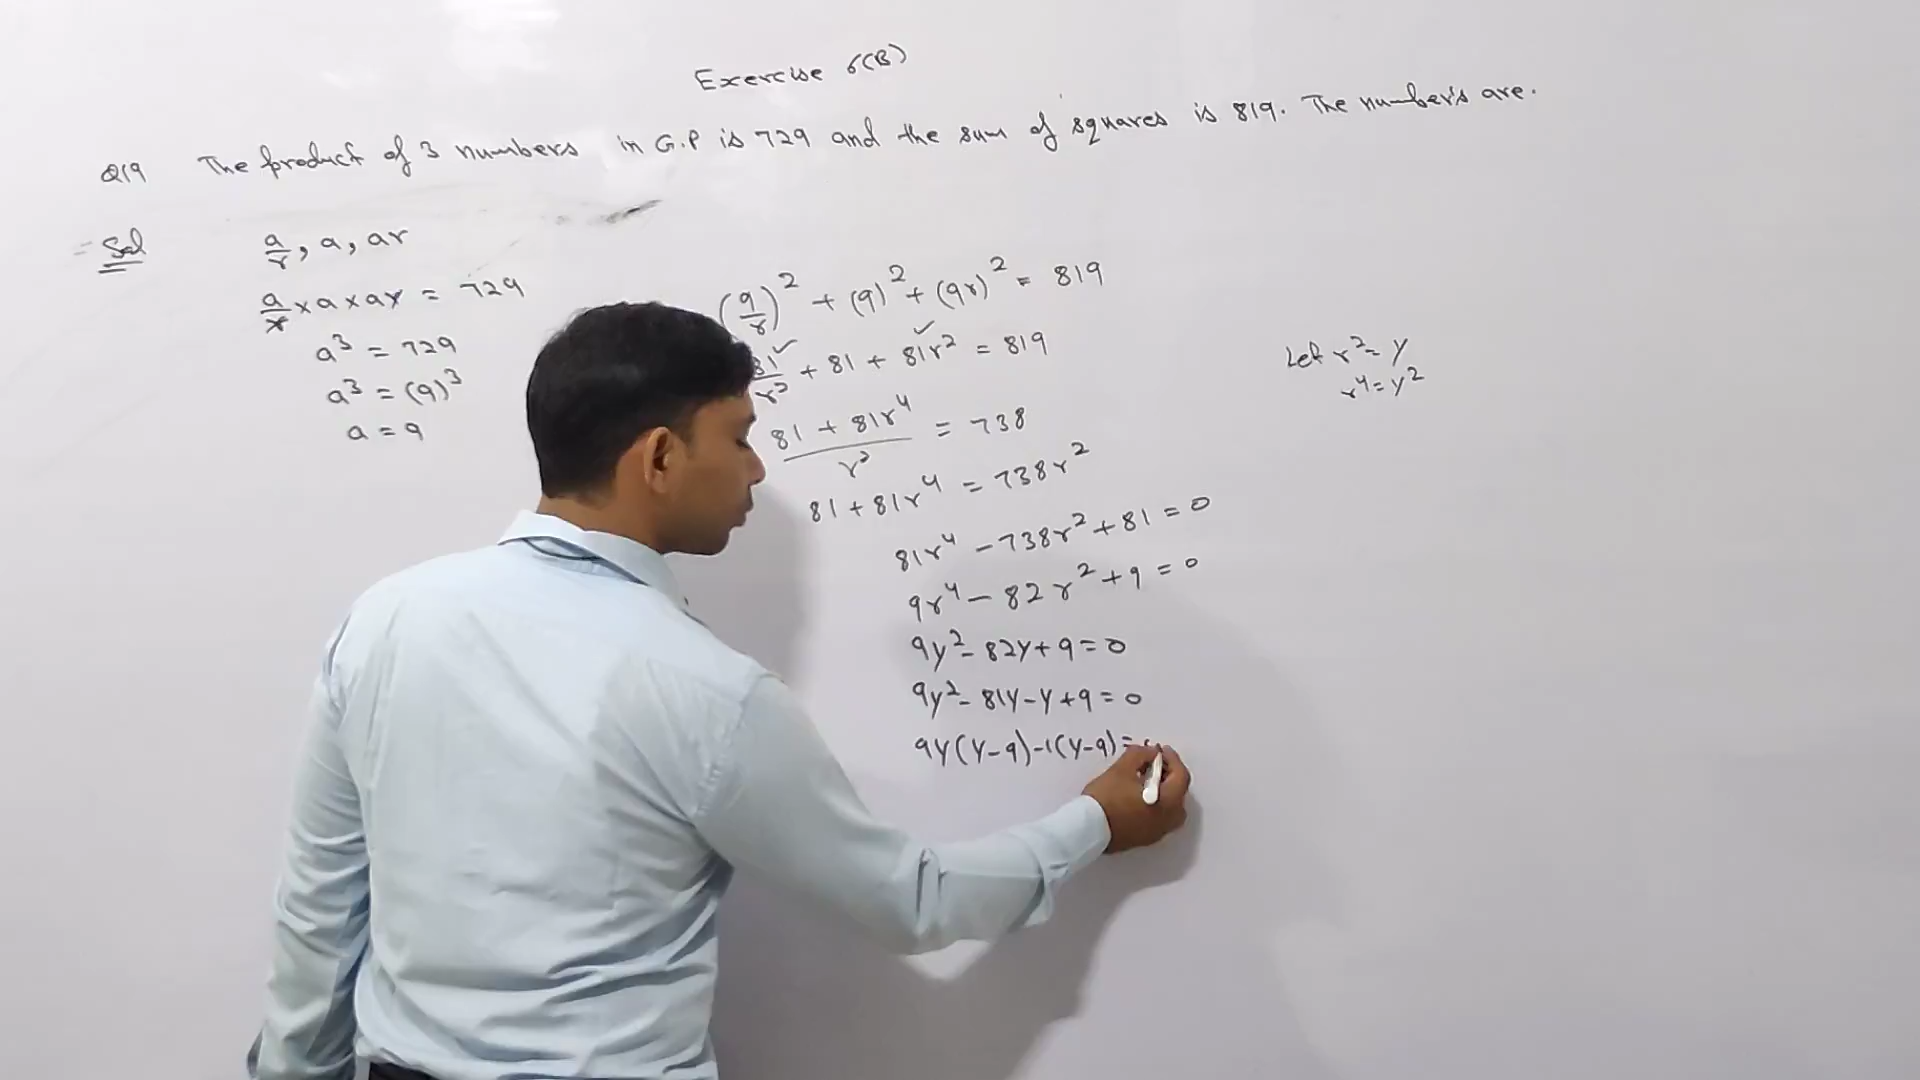 Exercise 6(B)
Q19 The product of 3 numbers in G.P is 729 and the sum of squares is 819. The number's are.
Sol a/r, a, ar
a/r × a × ar = 729
a³ = 729
a³ = (9)³
a = 9
(9/r)² + (9)² + (9r)² = 819
81/r² + 81 + 81r² = 819
(81 + 81r⁴)/r² = 738
81 + 81r⁴ = 738r²
81r⁴ - 738r² + 81 = 0
9r⁴ - 82r² + 9 = 0
9y² - 82y + 9 = 0
9y² - 81y - y + 9 = 0
9y(y-9) -1(y-9) =
Let r² = y
r⁴ = y²